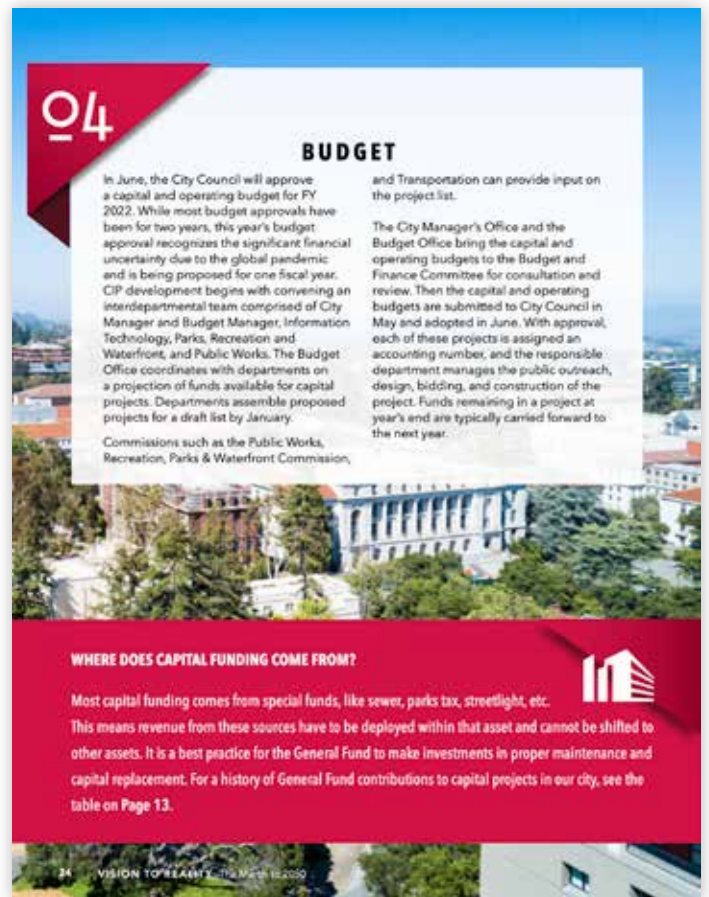 04
BUDGET
In June, the City Council will approve
a capital and operating budget for FY
2022. While most budget approvals have
been for two years, this year's budget
approval recognizes the significant financial
uncertainty due to the global pandemic
and is being proposed for one fiscal year.
CIP development begins with convening an
interdepartmental team comprised of City
Manager and Budget Manager, Information
Technology, Parks, Recreation and
Waterfront, and Public Works. The Budget
Office coordinates with departments on
a projection of funds available for capital
projects. Departments assemble proposed
projects for a draft list by January.
Commissions such as the Public Works,
Recreation, Parks & Waterfront Commission,
and Transportation can provide input on
the project list.
The City Manager's Office and the
Budget Office bring the capital and
operating budgets to the Budget and
Finance Committee for consultation and
review. Then the capital and operating
budgets are submitted to City Council in
May and adopted in June. With approval,
each of these projects is assigned an
accounting number, and the responsible
department manages the public outreach,
design, bidding, and construction of the
project. Funds remaining in a project at
year's end are typically carried forward to
the next year.
WHERE DOES CAPITAL FUNDING COME FROM?
Most capital funding comes from special funds, like sewer, parks tax, streetlight, etc.
This means revenue from these sources have to be deployed within that asset and cannot be shifted to
other assets. It is a best practice for the General Fund to make investments in proper maintenance and
capital replacement. For a history of General Fund contributions to capital projects in our city, see the
table on Page 13.
24 VISION TO REALITY The March to 2050